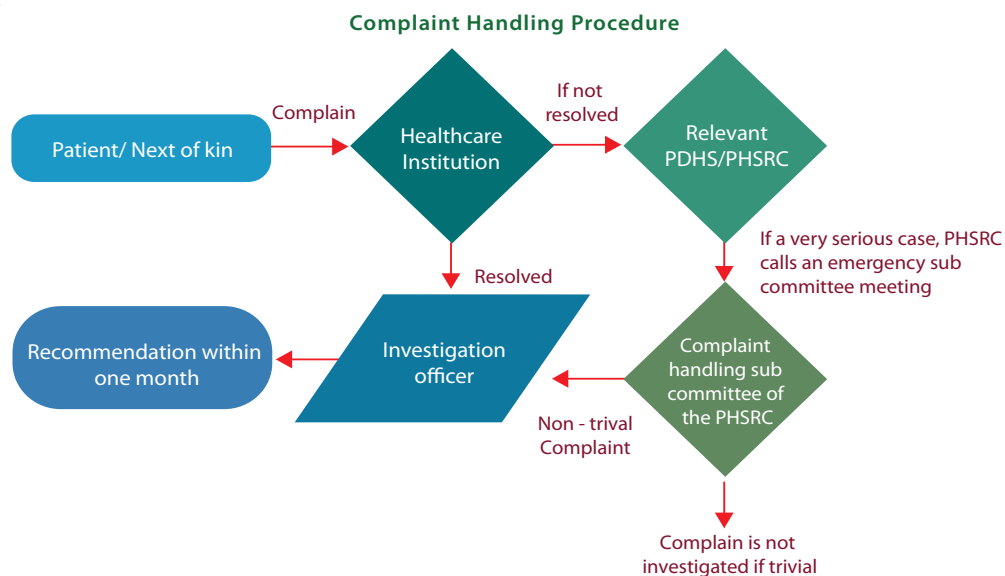 Complaint Handling Procedure
Patient/ Next of kin
Complain
Healthcare
Institution
If not
resolved
Relevant
PDHS/PHSRC
If a very serious case, PHSRC
calls an emergency sub
committee meeting
Resolved
Recommendation within
one month
Investigation
officer
Complaint
handling sub
committee of
the PHSRC
Non - trival
Complaint
Complain is not
investigated if trivial